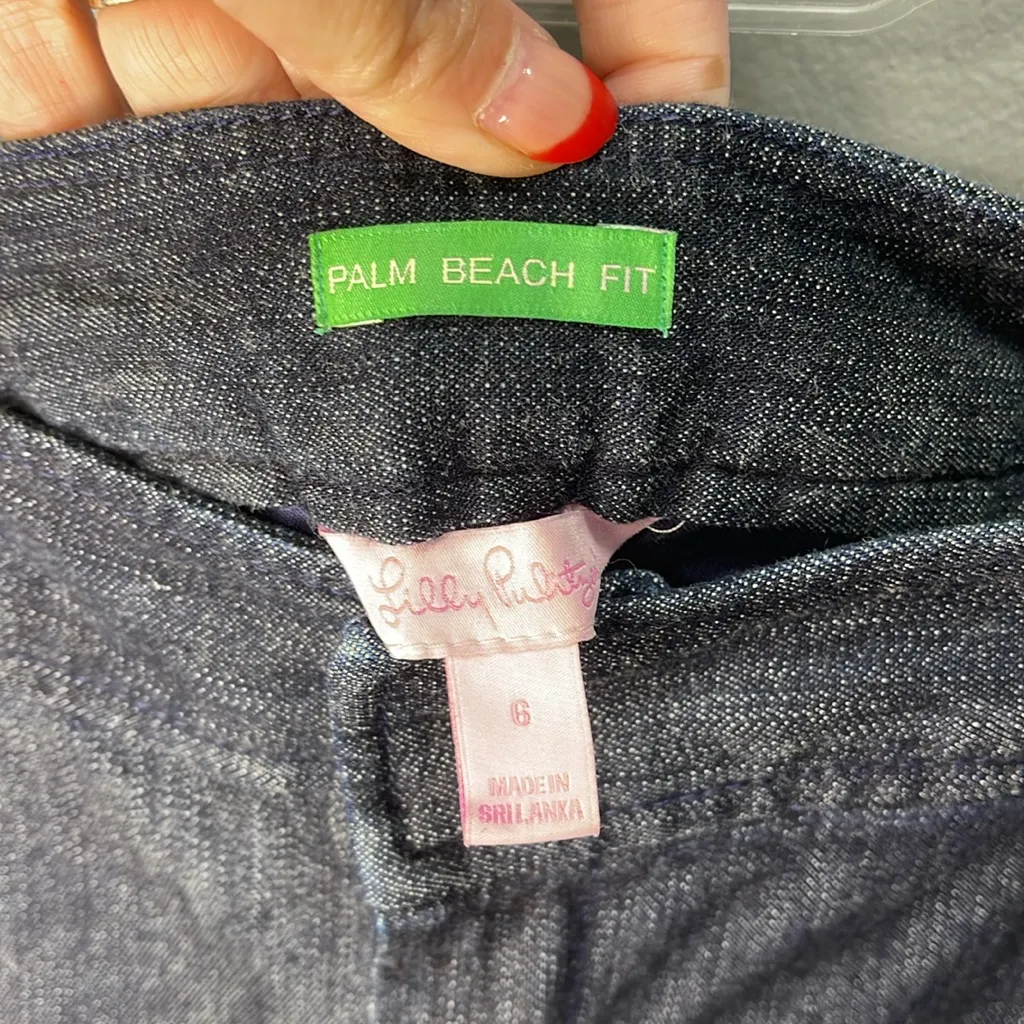 PALM BEACH FIT
Lilly Pulitzer
6
MADE IN
SRI LANKA